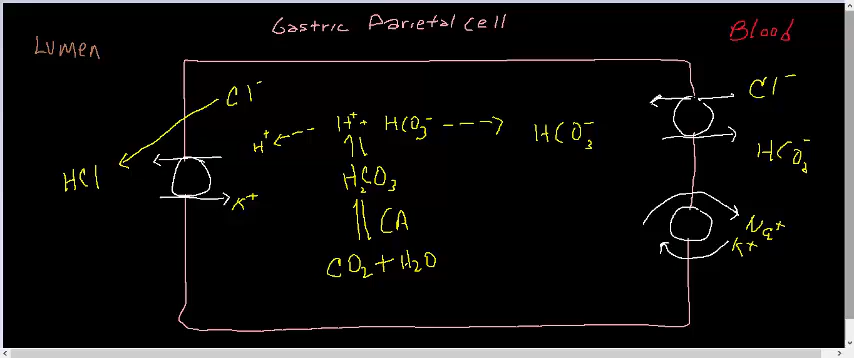 Gastric Parietal Cell
Blood
Lumen
Cl⁻
Cl⁻
H⁺ + HCO₃⁻
HCO₃⁻
H⁺
HCO₃⁻
HCl
H₂CO₃
K⁺
CA
Na⁺
K⁺
CO₂ + H₂O